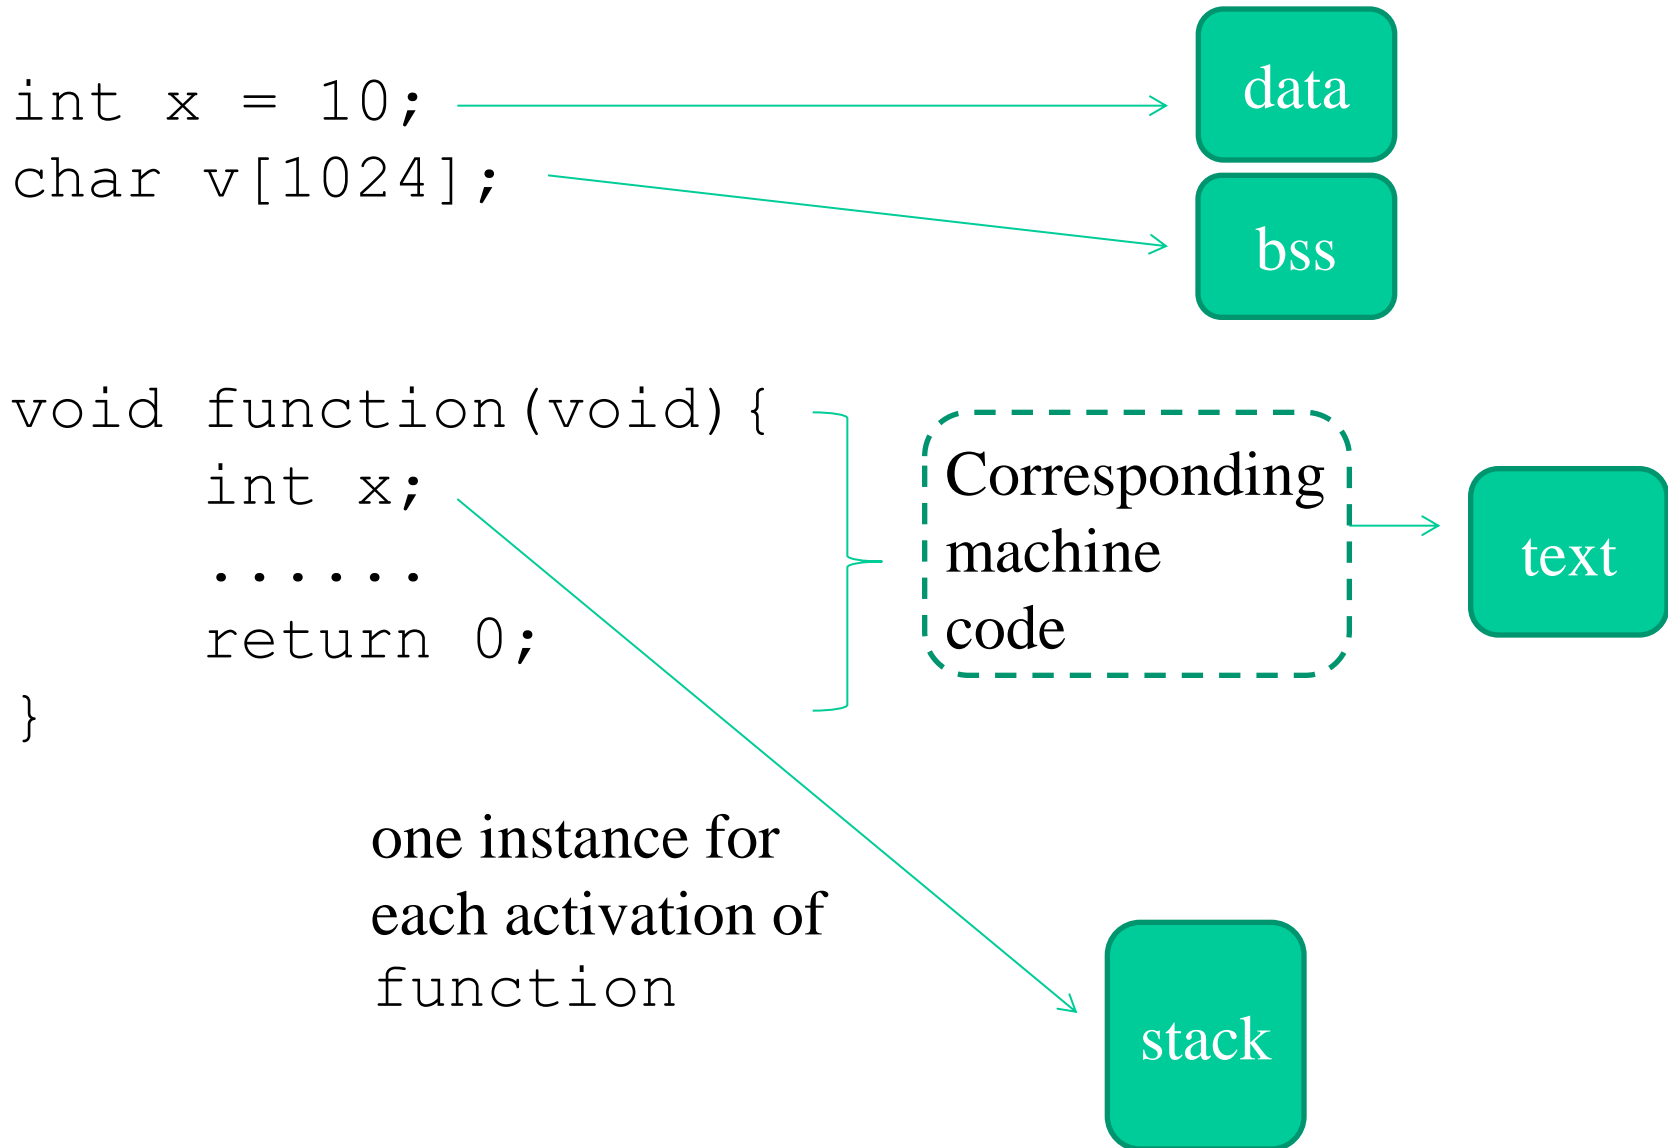 int x = 10;
data
char v[1024];
bss
void function(void){
int x;
......
return 0;
}
Corresponding
machine
code
text
one instance for
each activation of
function
stack